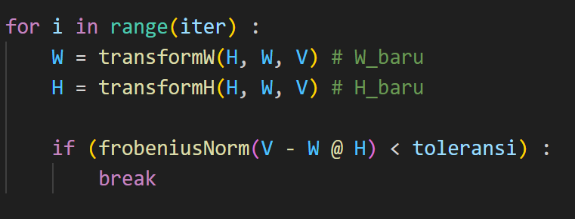 for i in range(iter) :
    W = transformW(H, W, V) # W_baru
    H = transformH(H, W, V) # H_baru

    if (frobeniusNorm(V - W @ H) < toleransi) :
        break